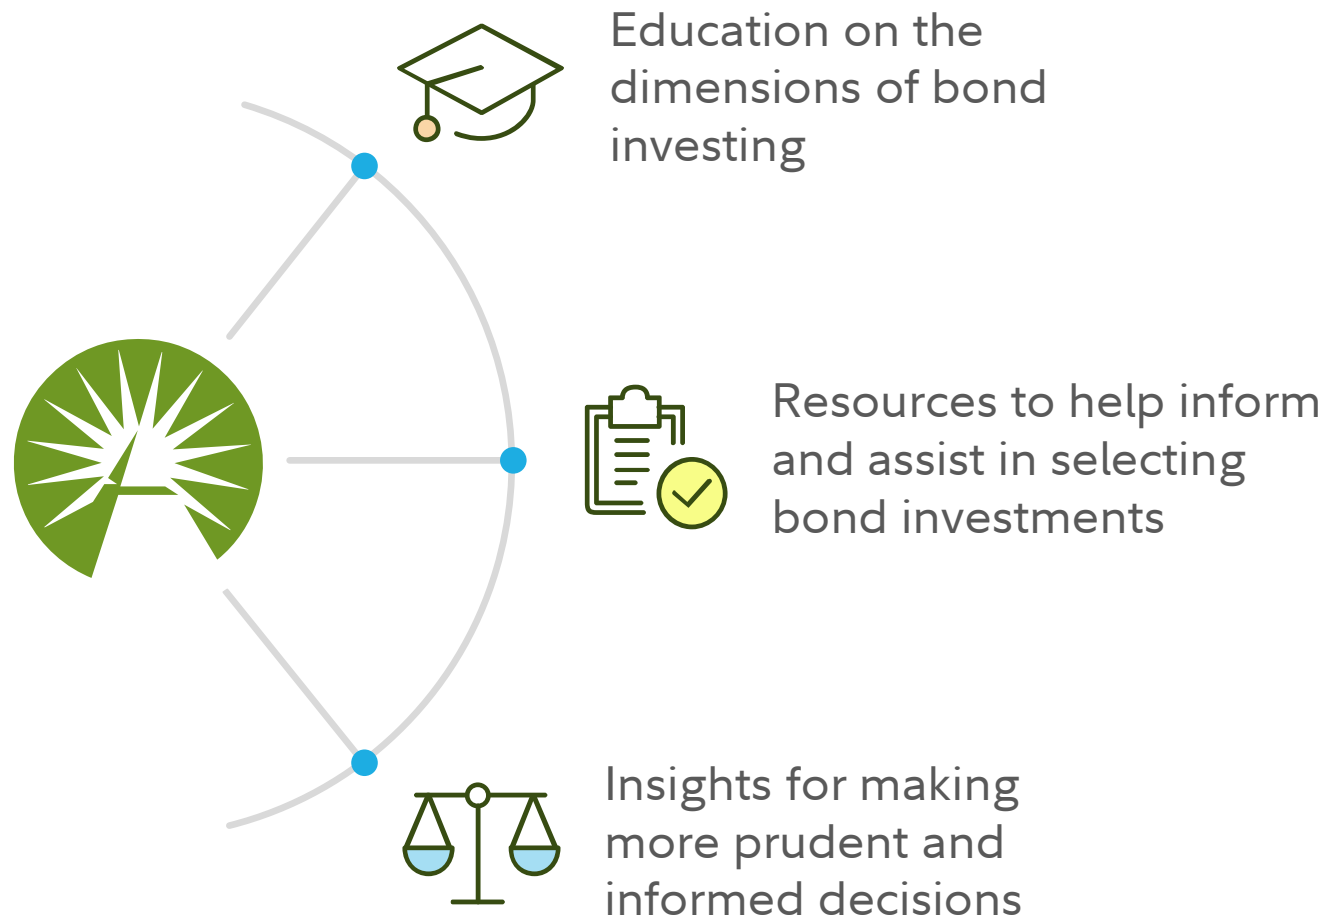 Education on the
dimensions of bond
investing
Resources to help inform
and assist in selecting
bond investments
Insights for making
more prudent and
informed decisions